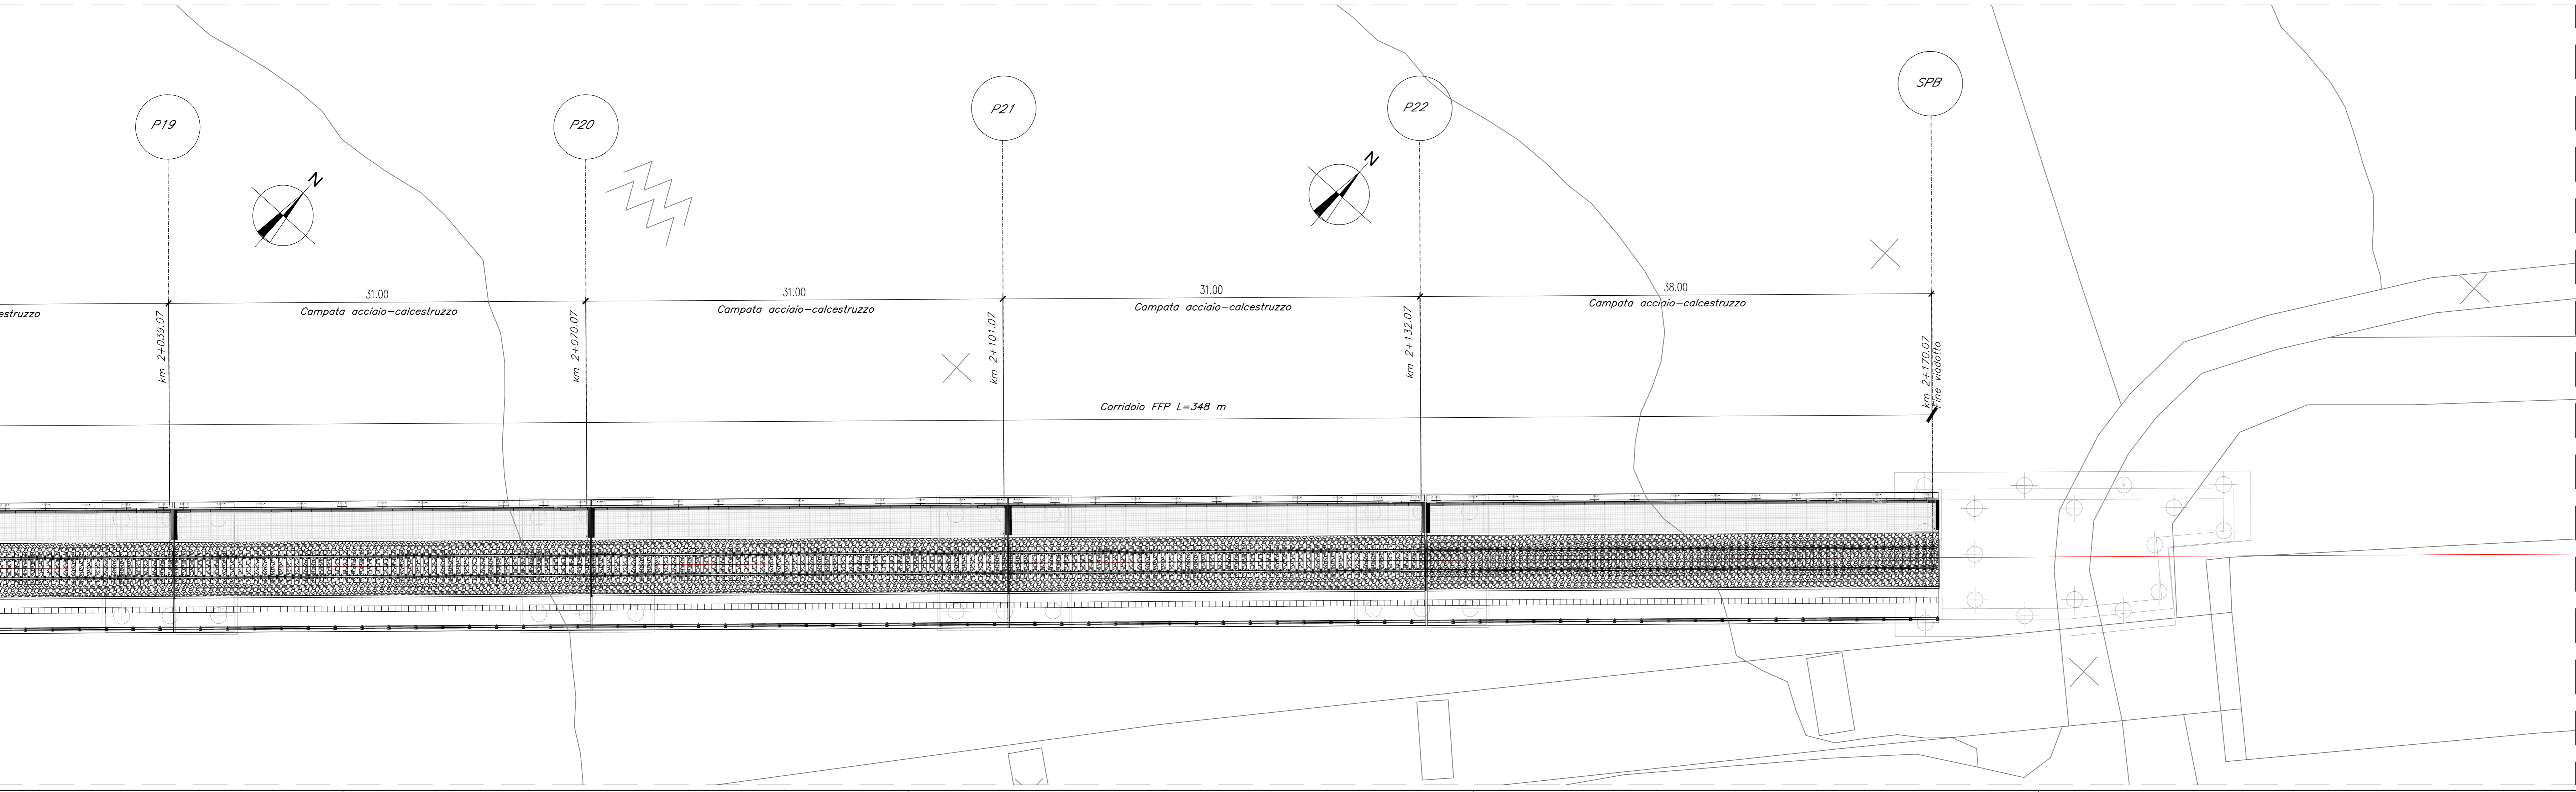 SPB
P21
P22
P19
P20
N
N
31.00
31.00
31.00
38.00
estruzzo
Campata acciaio-calcestruzzo
Campata acciaio-calcestruzzo
Campata acciaio-calcestruzzo
Campata acciaio-calcestruzzo
km 2+039.07
km 2+070.07
km 2+101.07
km 2+132.07
km 2+170.07
Fine viadotto
Corridoio FFP L=348 m